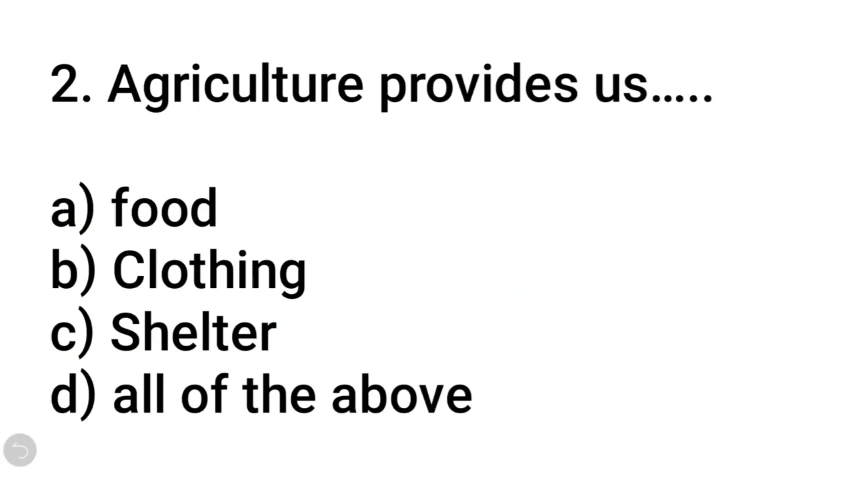 2. Agriculture provides us.....
a) food
b) Clothing
c) Shelter
d) all of the above